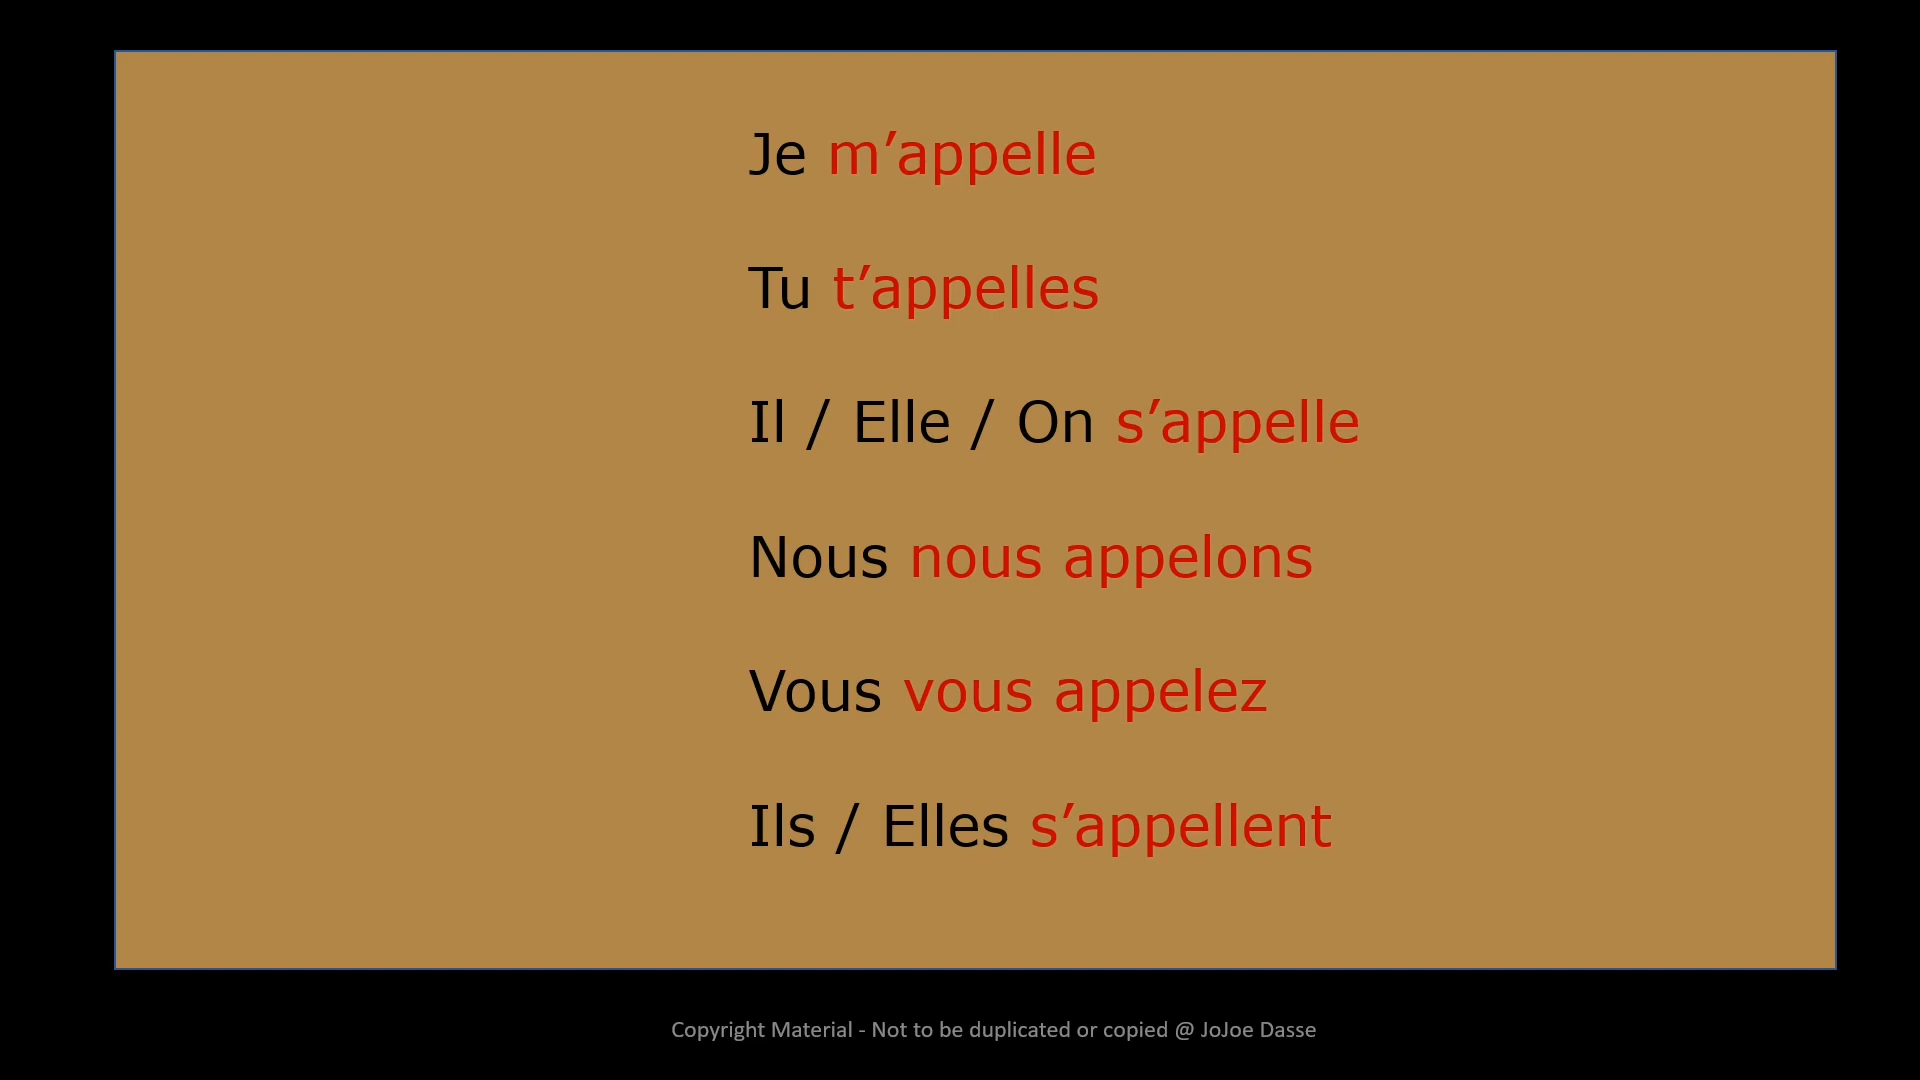 Je m’appelle
Tu t’appelles
Il / Elle / On s’appelle
Nous nous appelons
Vous vous appelez
Ils / Elles s’appellent
Copyright Material - Not to be duplicated or copied @ JoJoe Dasse